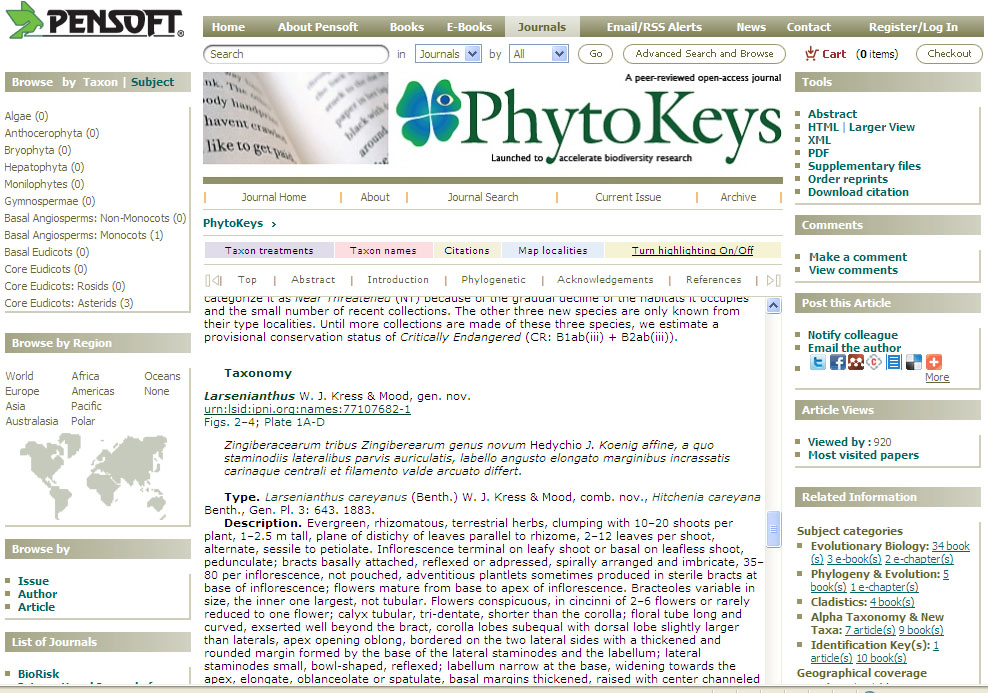 PENSOFT.
Home About Pensoft Books E-Books Journals Email/RSS Alerts News Contact Register/Log In
Search in Journals by All Go Advanced Search and Browse Cart (0 items) Checkout
Browse by Taxon | Subject
Algae (0)
Anthocerophyta (0)
Bryophyta (0)
Hepatophyta (0)
Monilophytes (0)
Gymnospermae (0)
Basal Angiosperms: Non-Monocots (0)
Basal Angiosperms: Monocots (1)
Basal Eudicots (0)
Core Eudicots (0)
Core Eudicots: Rosids (0)
Core Eudicots: Asterids (3)
Browse by Region
World Africa Oceans
Europe Americas None
Asia Pacific
Australasia Polar
Browse by
Issue
Author
Article
List of Journals
BioRisk
nk. The
ody
havent
like to get
A peer-reviewed open-access journal
PhytoKeys
Launched to accelerate biodiversity research
Journal Home About Journal Search Current Issue Archive
PhytoKeys ›
Taxon treatments Taxon names Citations Map localities Turn highlighting On/Off
Top | Abstract | Introduction | Phylogenetic | Acknowledgements | References
categorize it as Near Threatened (NT) because of the gradual decline of the habitats it occupies
and the small number of recent collections. The other three new species are only known from
their type localities. Until more collections are made of these three species, we estimate a
provisional conservation status of Critically Endangered (CR: B1ab(iii) + B2ab(iii)).
Taxonomy
Larsenianthus W. J. Kress & Mood, gen. nov.
urn:lsid:ipni.org:names:77107682-1
Figs. 2–4; Plate 1A-D
Zingiberacearum tribus Zingiberearum genus novum Hedychio J. Koenig affine, a quo
staminodiis lateralibus parvis auriculatis, labello angusto elongato marginibus incrassatis
carinaque centrali et filamento valde arcuato differt.
Type. Larsenianthus careyanus (Benth.) W. J. Kress & Mood, comb. nov., Hitchenia careyana
Benth., Gen. Pl. 3: 643. 1883.
Description. Evergreen, rhizomatous, terrestrial herbs, clumping with 10–20 shoots per
plant, 1–2.5 m tall, plane of distichy of leaves parallel to rhizome, 2–12 leaves per shoot,
alternate, sessile to petiolate. Inflorescence terminal on leafy shoot or basal on leafless shoot,
pedunculate; bracts basally attached, reflexed or adpressed, spirally arranged and imbricate, 35–
80 per inflorescence, not pouched, adventitious plantlets sometimes produced in sterile bracts at
base of inflorescence; flowers mature from base to apex of inflorescence. Bracteoles variable in
size, the inner one largest, not tubular. Flowers conspicuous, in cincinni of 2–6 flowers or rarely
reduced to one flower; calyx tubular, tri-dentate, shorter than the corolla; floral tube long and
curved, exserted well beyond the bract, corolla lobes subequal with dorsal lobe slightly larger
than laterals, apex opening oblong, bordered on the two lateral sides with a thickened and
rounded margin formed by the base of the lateral staminodes and the labellum; lateral
staminodes small, bowl-shaped, reflexed; labellum narrow at the base, widening towards the
apex, elongate, oblanceolate or spatulate, basal margins thickened, raised with center channeled
Tools
Abstract
HTML | Larger View
XML
PDF
Supplementary files
Order reprints
Download citation
Comments
Make a comment
View comments
Post this Article
Notify colleague
Email the author
More
Article Views
Viewed by : 920
Most visited papers
Related Information
Subject categories
Evolutionary Biology: 34 book
(s) 3 e-book(s) 2 e-chapter(s)
Phylogeny & Evolution: 5
book(s) 1 e-chapter(s)
Cladistics: 4 book(s)
Alpha Taxonomy & New
Taxa: 7 article(s) 9 book(s)
Identification Key(s): 1
article(s) 10 book(s)
Geographical coverage